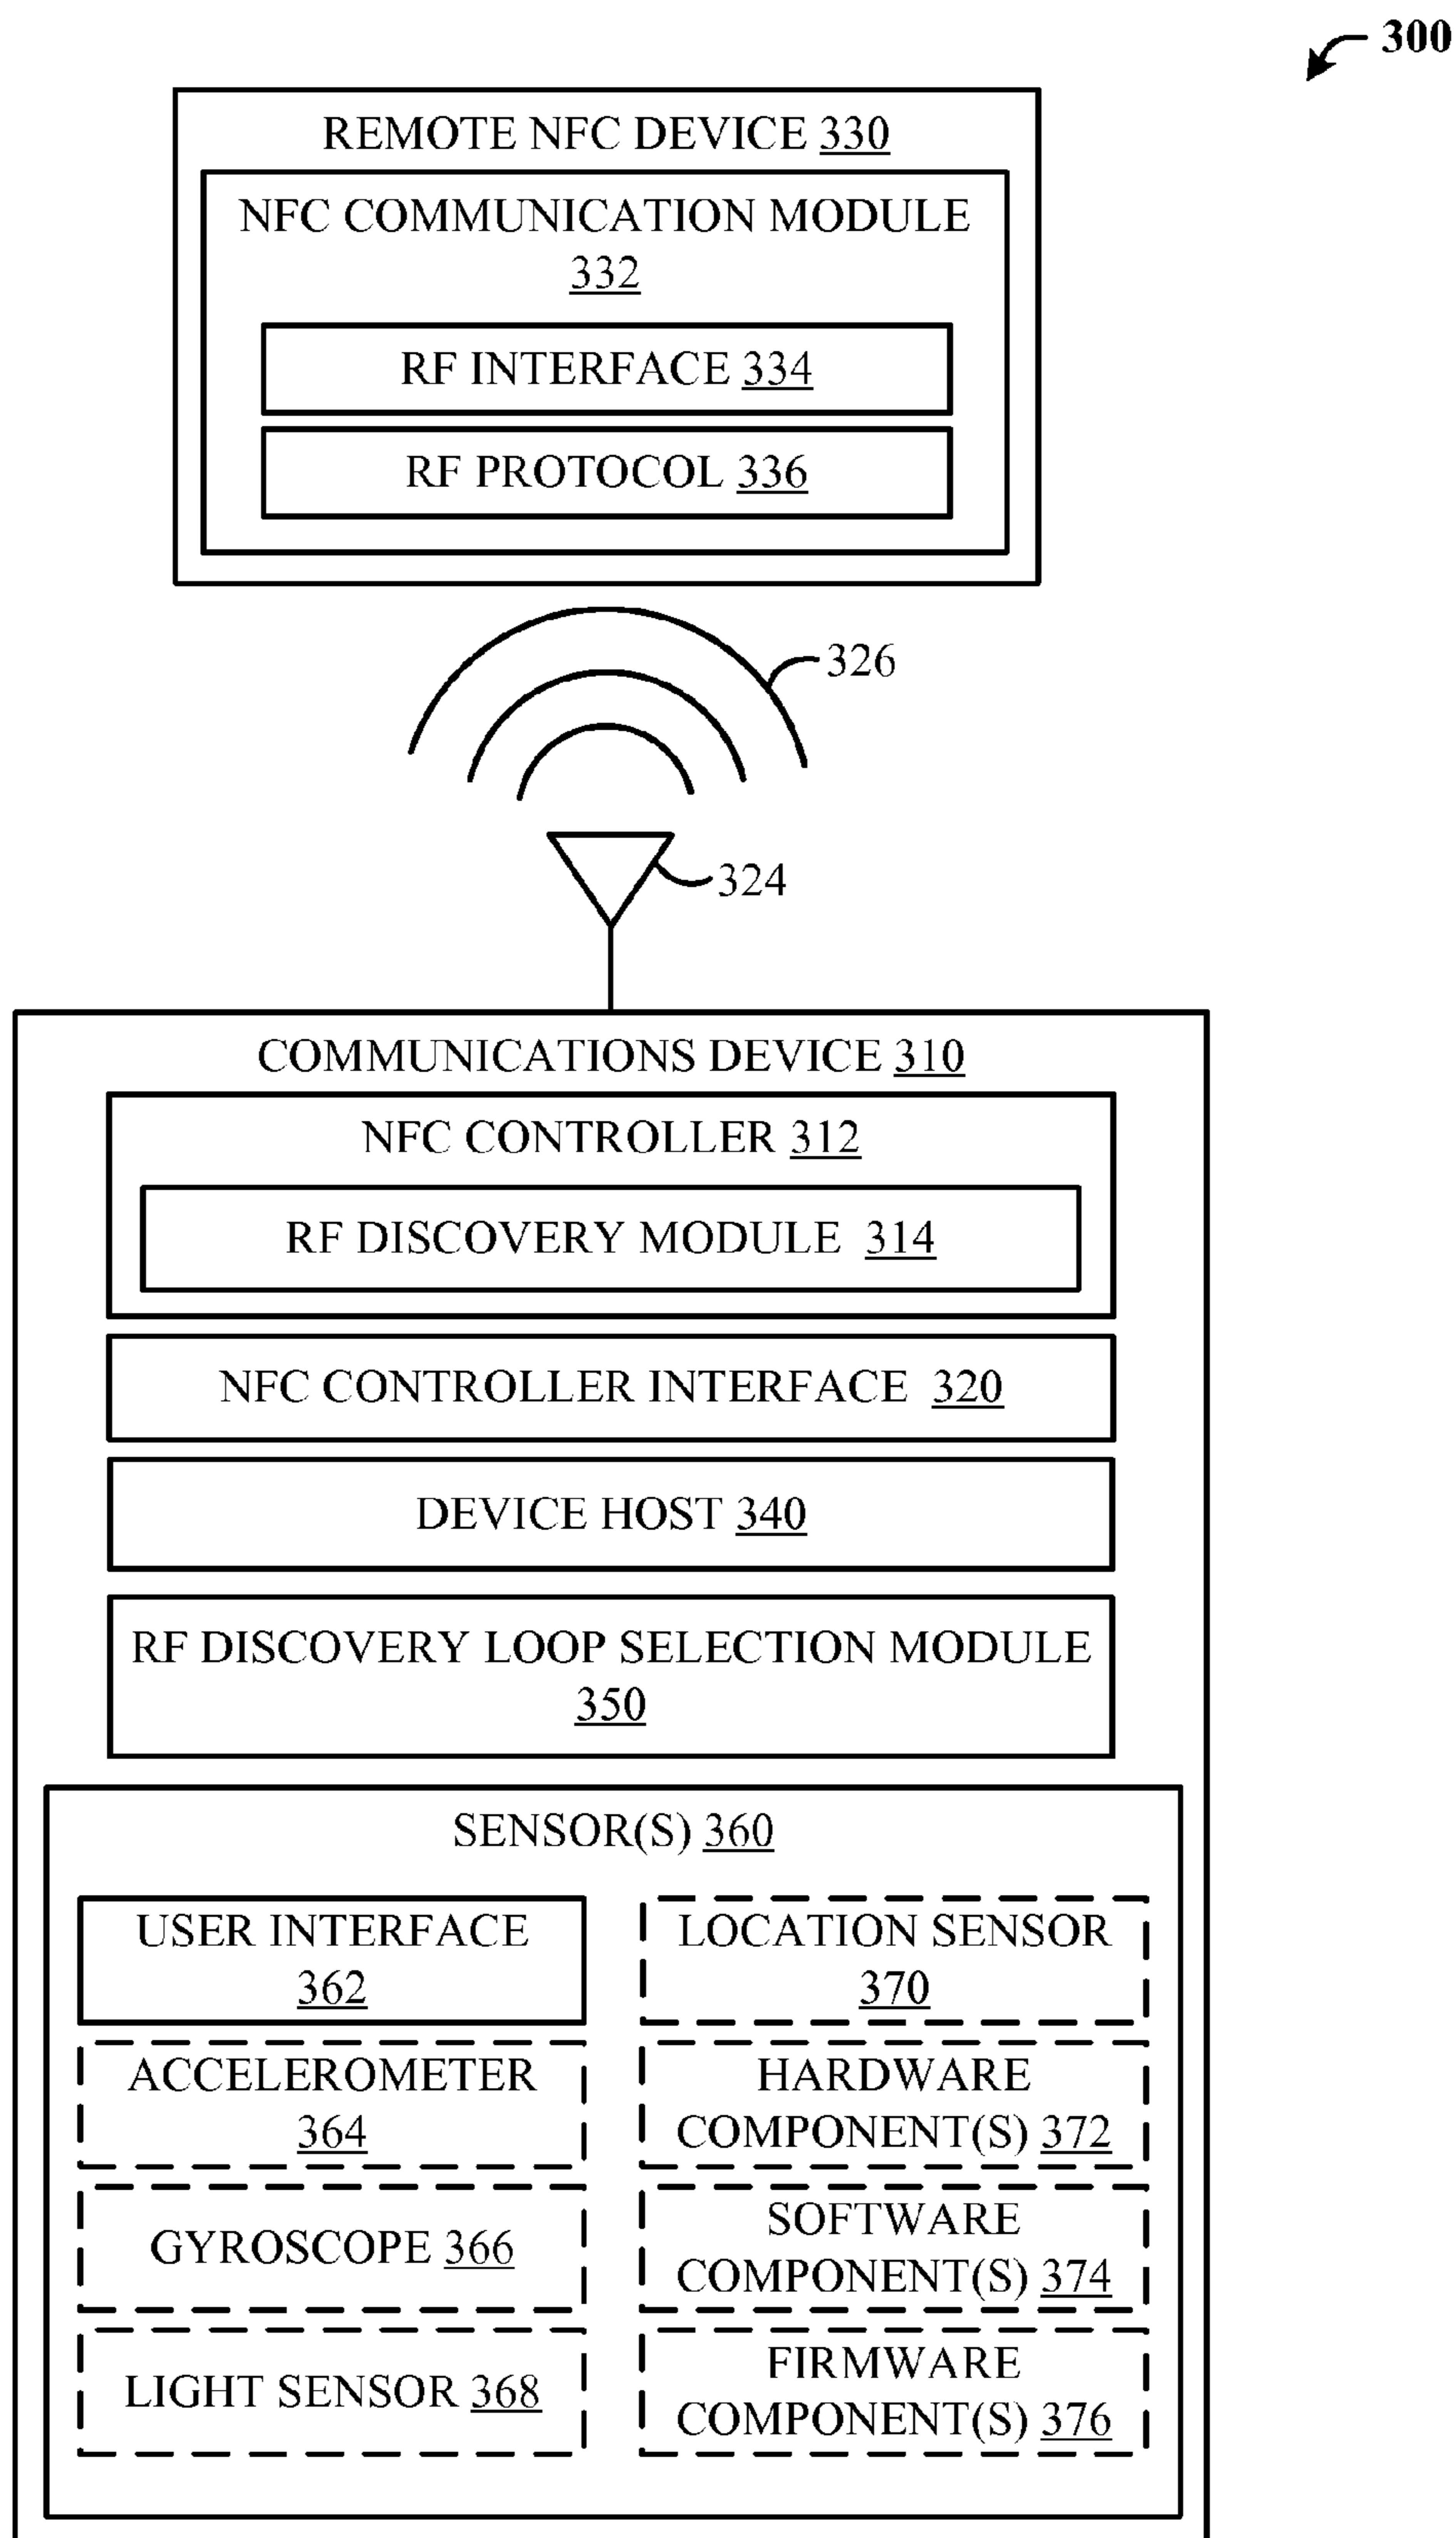 300
REMOTE NFC DEVICE 330
NFC COMMUNICATION MODULE
332
RF INTERFACE 334
RF PROTOCOL 336
326
324
COMMUNICATIONS DEVICE 310
NFC CONTROLLER 312
RF DISCOVERY MODULE 314
NFC CONTROLLER INTERFACE 320
DEVICE HOST 340
RF DISCOVERY LOOP SELECTION MODULE
350
SENSOR(S) 360
USER INTERFACE
362
LOCATION SENSOR
370
ACCELEROMETER
364
HARDWARE
COMPONENT(S) 372
GYROSCOPE 366
SOFTWARE
COMPONENT(S) 374
LIGHT SENSOR 368
FIRMWARE
COMPONENT(S) 376